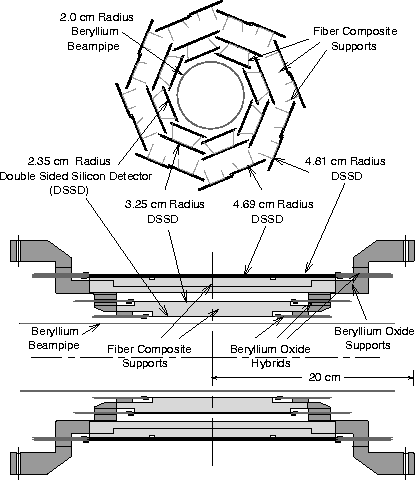 2.0 cm Radius
Beryllium
Beampipe
Fiber Composite
Supports
2.35 cm Radius
Double Sided Silicon Detector
(DSSD)
3.25 cm Radius
DSSD
4.69 cm Radius
DSSD
4.81 cm Radius
DSSD
Beryllium
Beampipe
Fiber Composite
Supports
Beryllium Oxide
Hybrids
Beryllium Oxide
Supports
20 cm